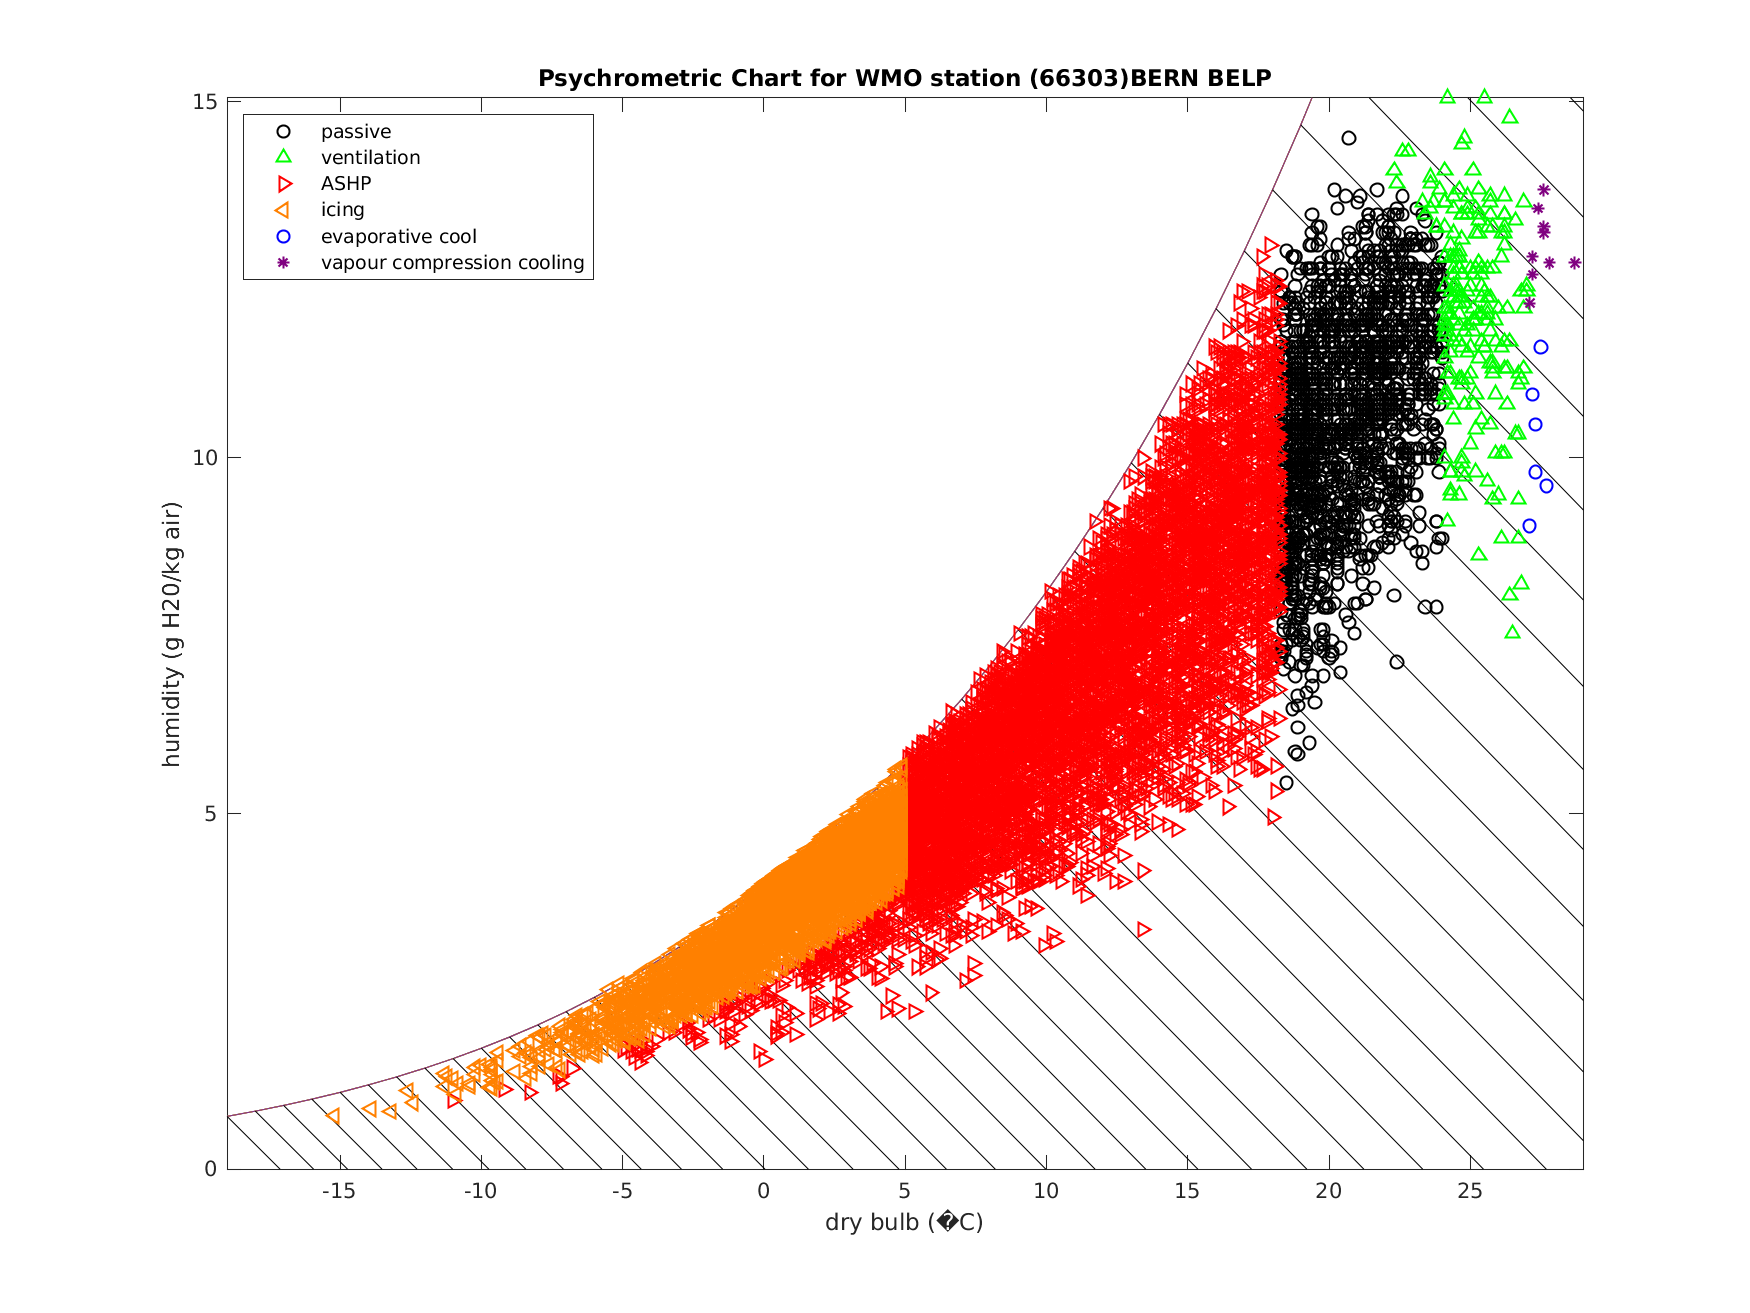 Psychrometric Chart for WMO station (66303)BERN BELP
passive
ventilation
ASHP
icing
evaporative cool
vapour compression cooling
15
10
5
0
humidity (g H20/kg air)
-15
-10
-5
0
5
10
15
20
25
dry bulb (�C)